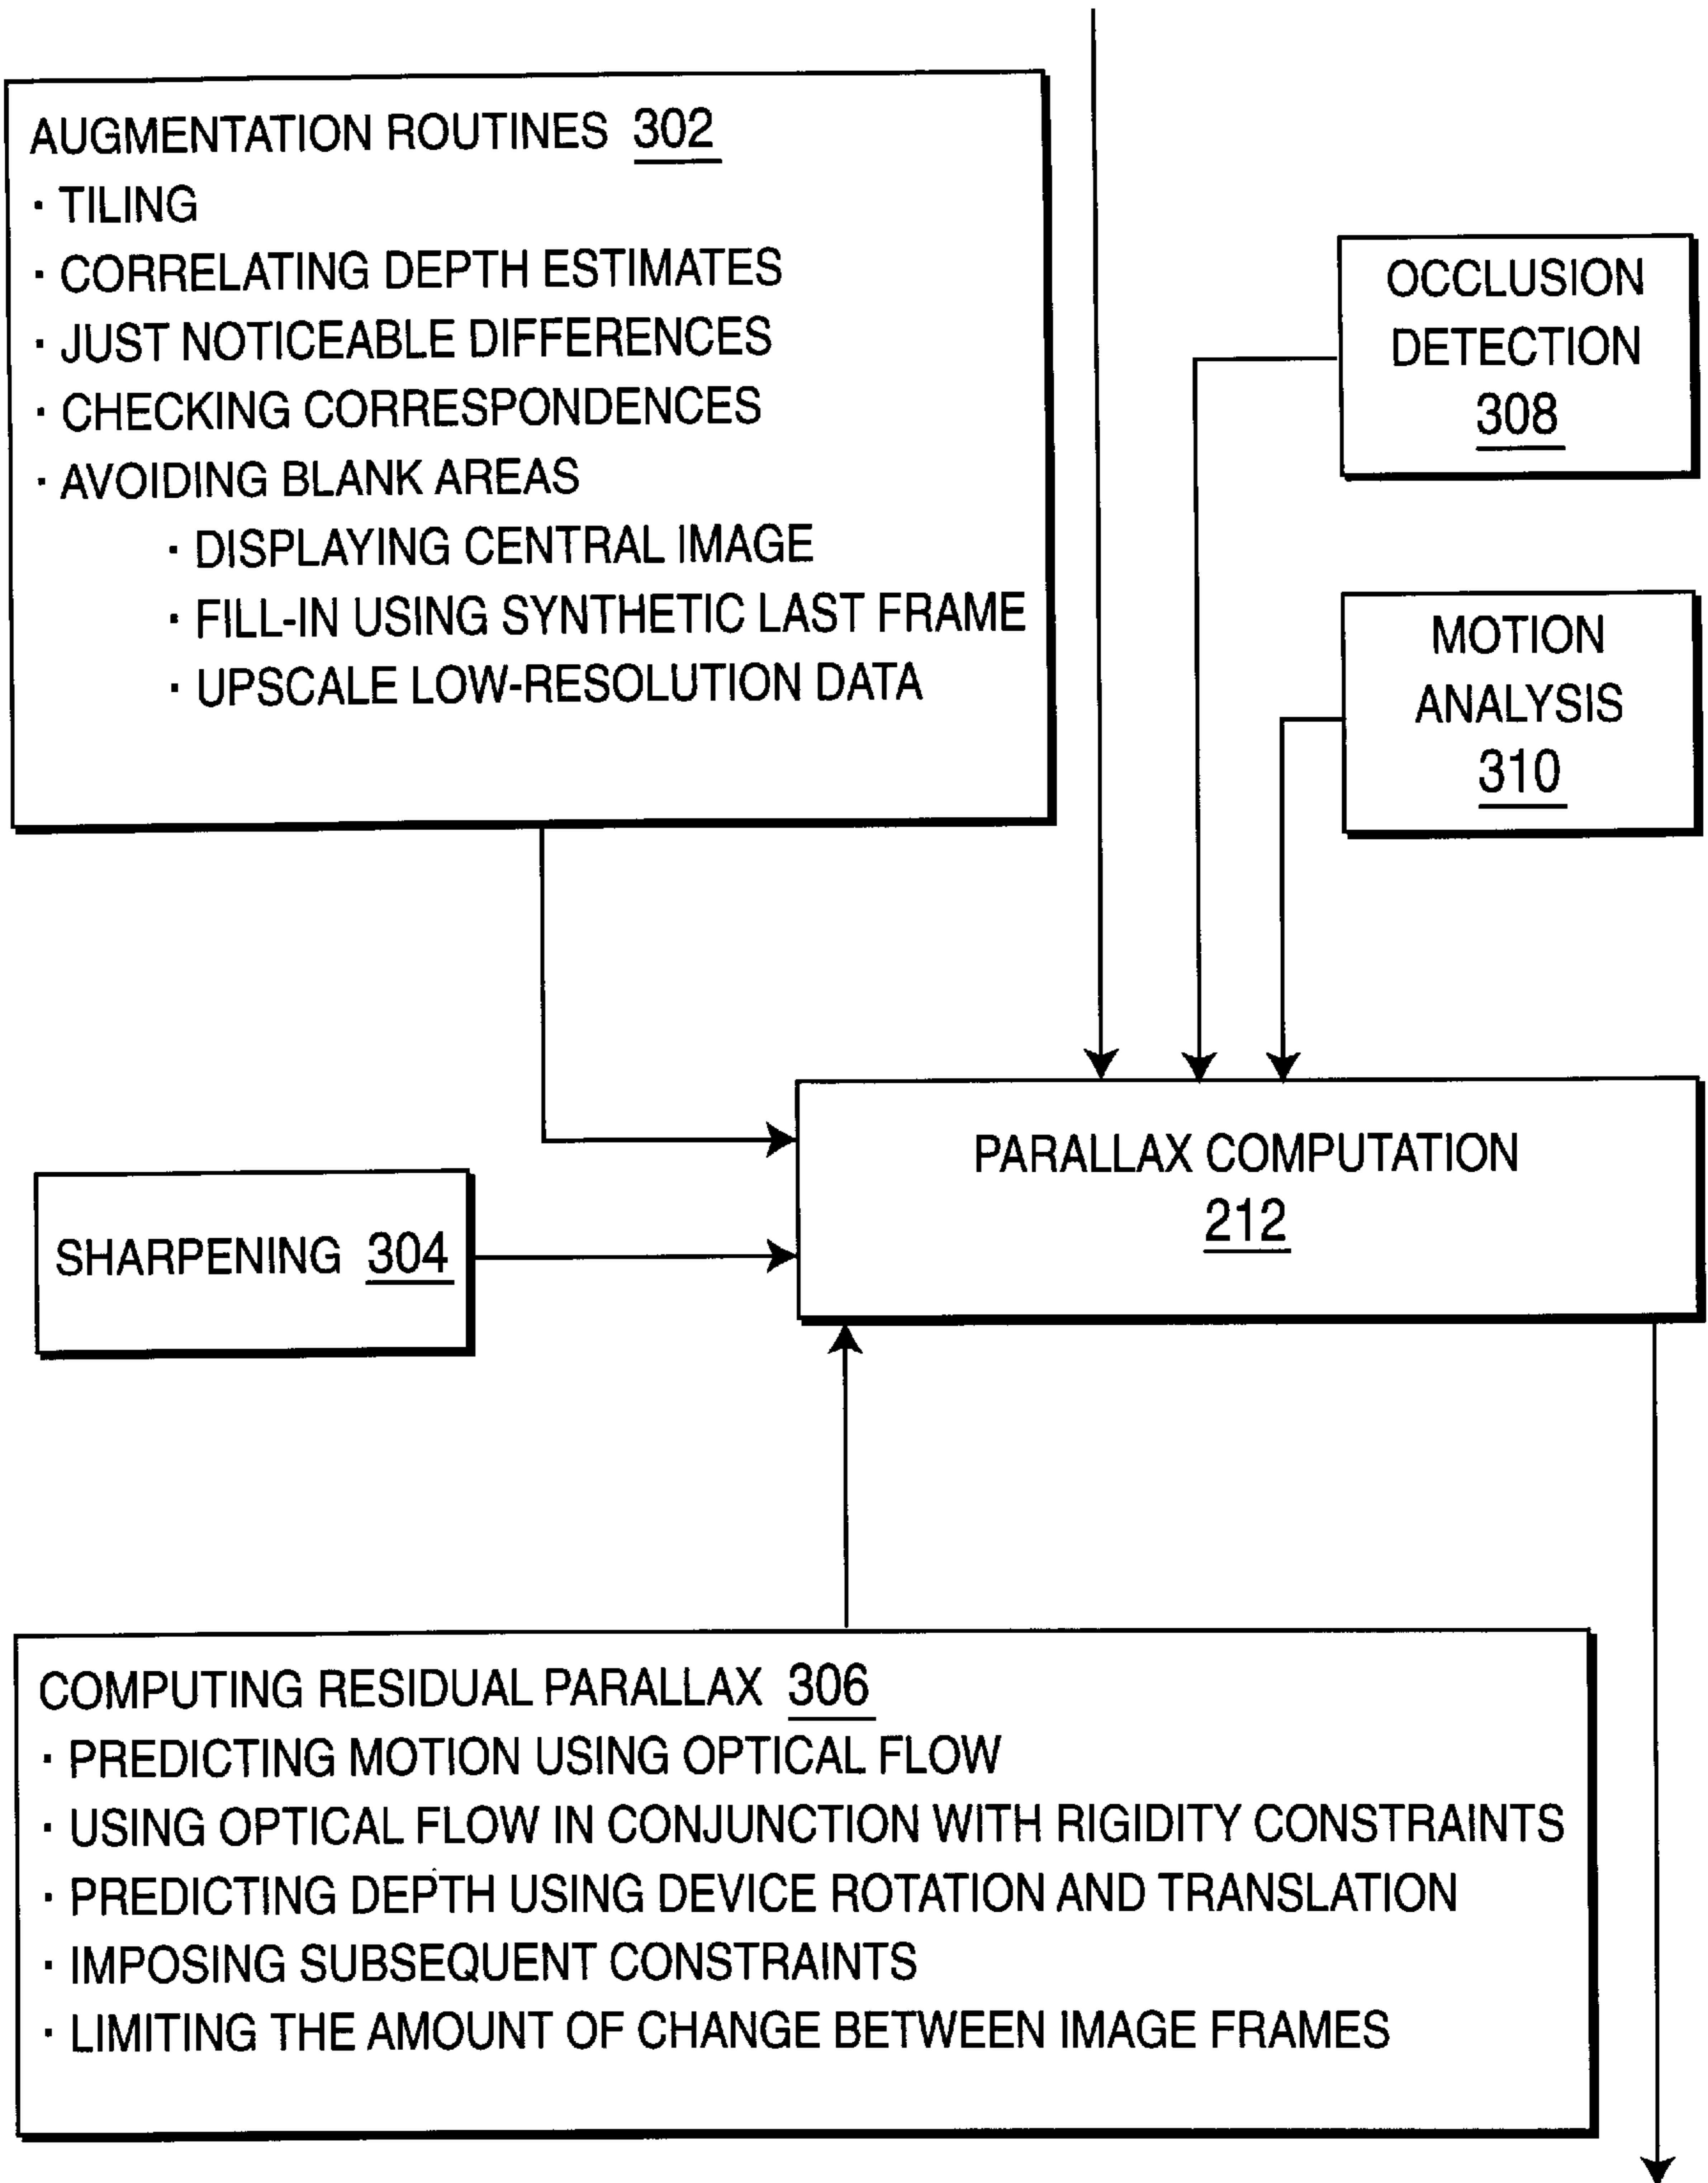 AUGMENTATION ROUTINES 302
· TILING
· CORRELATING DEPTH ESTIMATES
· JUST NOTICEABLE DIFFERENCES
· CHECKING CORRESPONDENCES
· AVOIDING BLANK AREAS
· DISPLAYING CENTRAL IMAGE
· FILL-IN USING SYNTHETIC LAST FRAME
· UPSCALE LOW-RESOLUTION DATA
OCCLUSION
DETECTION
308
MOTION
ANALYSIS
310
PARALLAX COMPUTATION
212
SHARPENING 304
COMPUTING RESIDUAL PARALLAX 306
· PREDICTING MOTION USING OPTICAL FLOW
· USING OPTICAL FLOW IN CONJUNCTION WITH RIGIDITY CONSTRAINTS
· PREDICTING DEPTH USING DEVICE ROTATION AND TRANSLATION
· IMPOSING SUBSEQUENT CONSTRAINTS
· LIMITING THE AMOUNT OF CHANGE BETWEEN IMAGE FRAMES